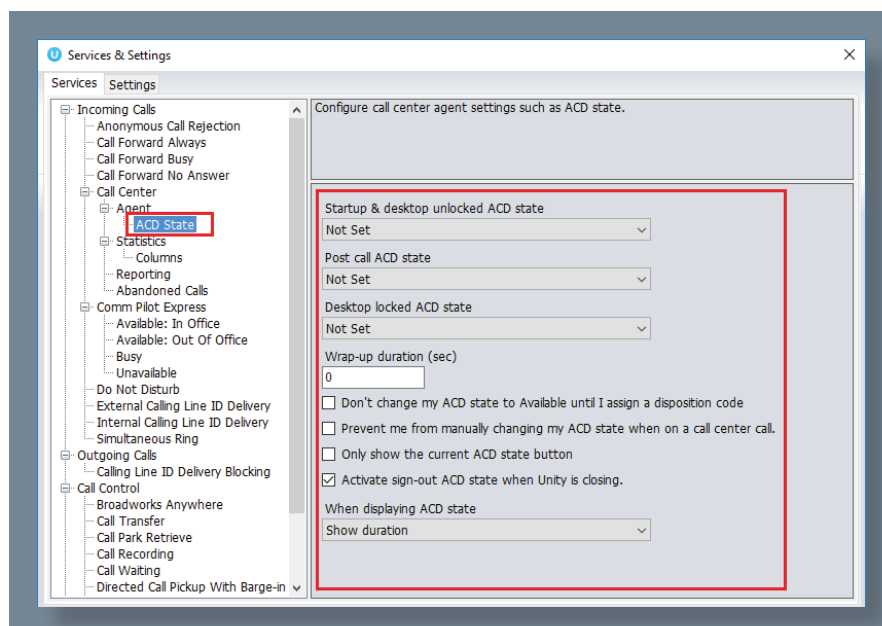 Services & Settings
Services Settings
Incoming Calls
Anonymous Call Rejection
Call Forward Always
Call Forward Busy
Call Forward No Answer
Call Center
Agent
ACD State
Statistics
Columns
Reporting
Abandoned Calls
Comm Pilot Express
Available: In Office
Available: Out Of Office
Busy
Unavailable
Do Not Disturb
External Calling Line ID Delivery
Internal Calling Line ID Delivery
Simultaneous Ring
Outgoing Calls
Calling Line ID Delivery Blocking
Call Control
Broadworks Anywhere
Call Transfer
Call Park Retrieve
Call Recording
Call Waiting
Directed Call Pickup With Barge-in
Configure call center agent settings such as ACD state.
Startup & desktop unlocked ACD state
Not Set
Post call ACD state
Not Set
Desktop locked ACD state
Not Set
Wrap-up duration (sec)
0
Don't change my ACD state to Available until I assign a disposition code
Prevent me from manually changing my ACD state when on a call center call.
Only show the current ACD state button
Activate sign-out ACD state when Unity is closing.
When displaying ACD state
Show duration